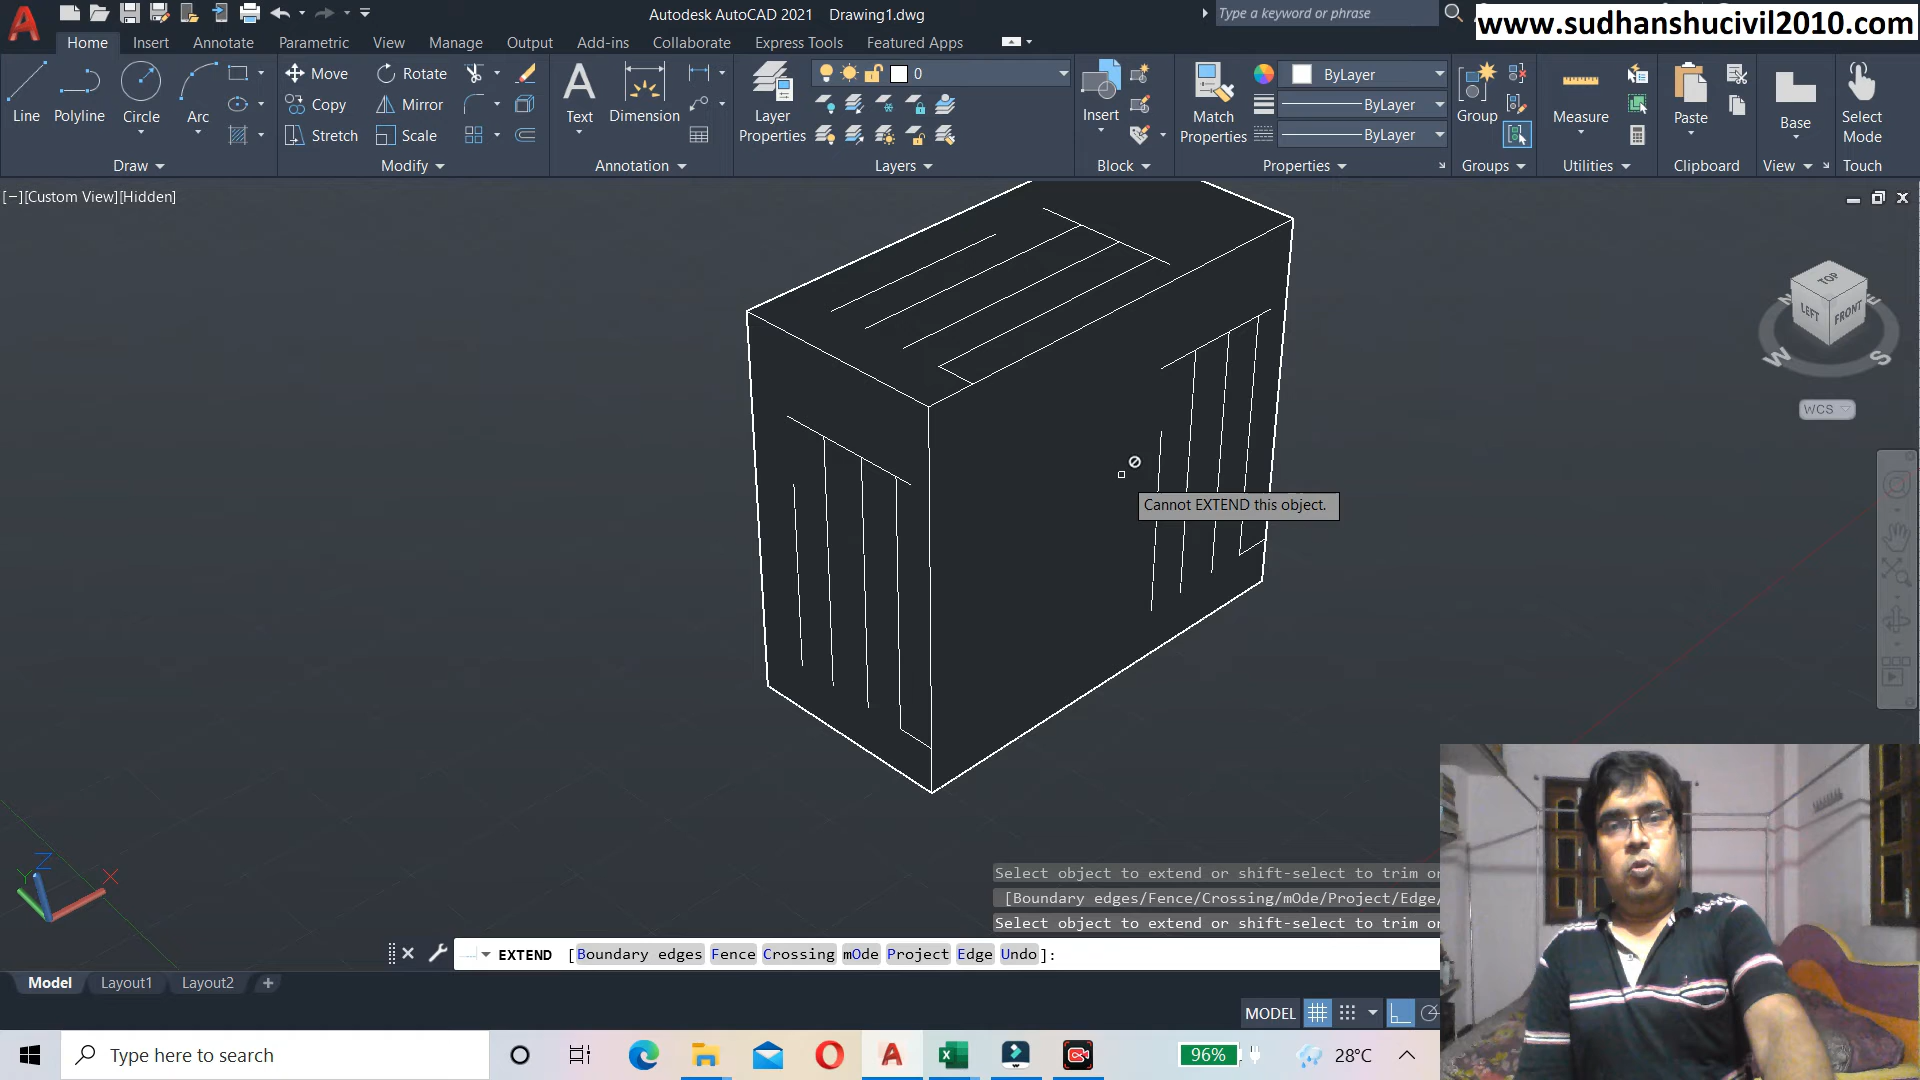 Autodesk AutoCAD 2021 Drawing1.dwg
Type a keyword or phrase
www.sudhanshucivil2010.com
Home Insert Annotate Parametric View Manage Output Add-ins Collaborate Express Tools Featured Apps
Line Polyline Circle Arc
Move Rotate
Copy Mirror
Stretch Scale
Text Dimension
Layer Properties
0
Insert
Match Properties
ByLayer
ByLayer
ByLayer
Group
Measure
Paste
Base
Select Mode
Draw Modify Annotation Layers Block Properties Groups Utilities Clipboard View Touch
[−][Custom View][Hidden]
TOP
LEFT FRONT
N E
W S
WCS
Cannot EXTEND this object.
Y Z X
Select object to extend or shift-select to trim or
[Boundary edges/Fence/Crossing/mOde/Project/Edge/
Select object to extend or shift-select to trim or
EXTEND [Boundary edges Fence Crossing mOde Project Edge Undo]:
Model Layout1 Layout2 +
MODEL
Type here to search
96%
28°C